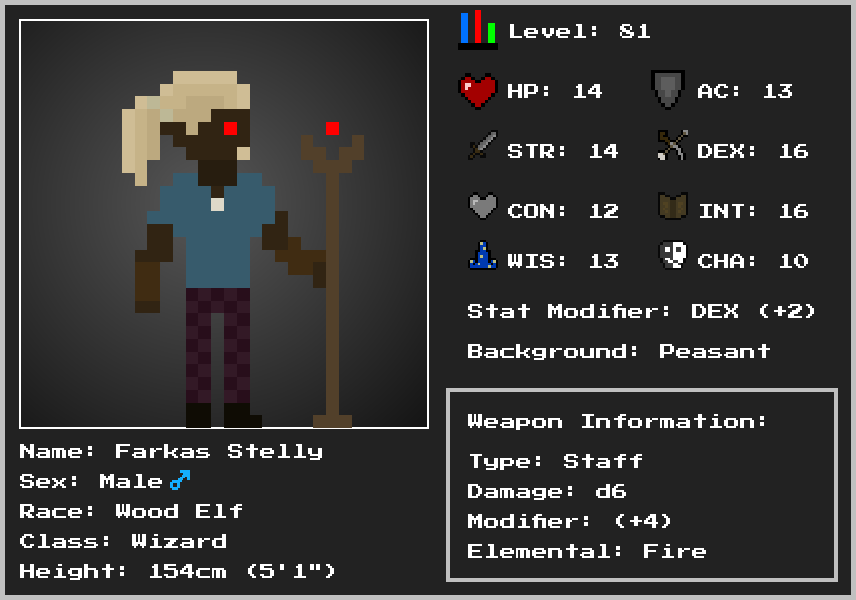 Level: 81
HP: 14 AC: 13
STR: 14 DEX: 16
CON: 12 INT: 16
WIS: 13 CHA: 10
Stat Modifier: DEX (+2)
Background: Peasant
Weapon Information:
Type: Staff
Damage: d6
Modifier: (+4)
Elemental: Fire
Name: Farkas Stelly
Sex: Male♂
Race: Wood Elf
Class: Wizard
Height: 154cm (5'1")